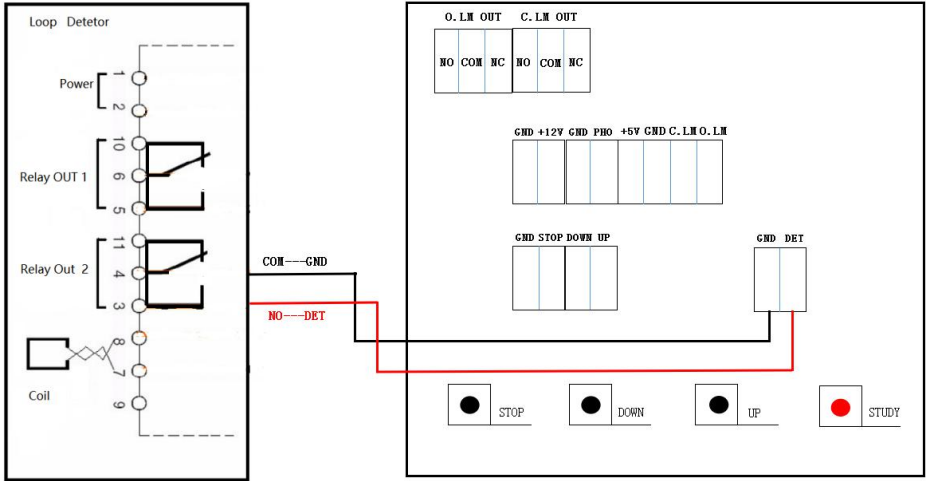 Loop Detetor
Power
1
2
Relay OUT 1
10
6
5
Relay Out 2
11
4
3
Coil
8
7
9
COM---GND
NO---DET
O.LM OUT C.LM OUT
NO COM NC NO COM NC
GND +12V GND PHO +5V GND C.LM O.LM
GND STOP DOWN UP
GND DET
STOP
DOWN
UP
STUDY